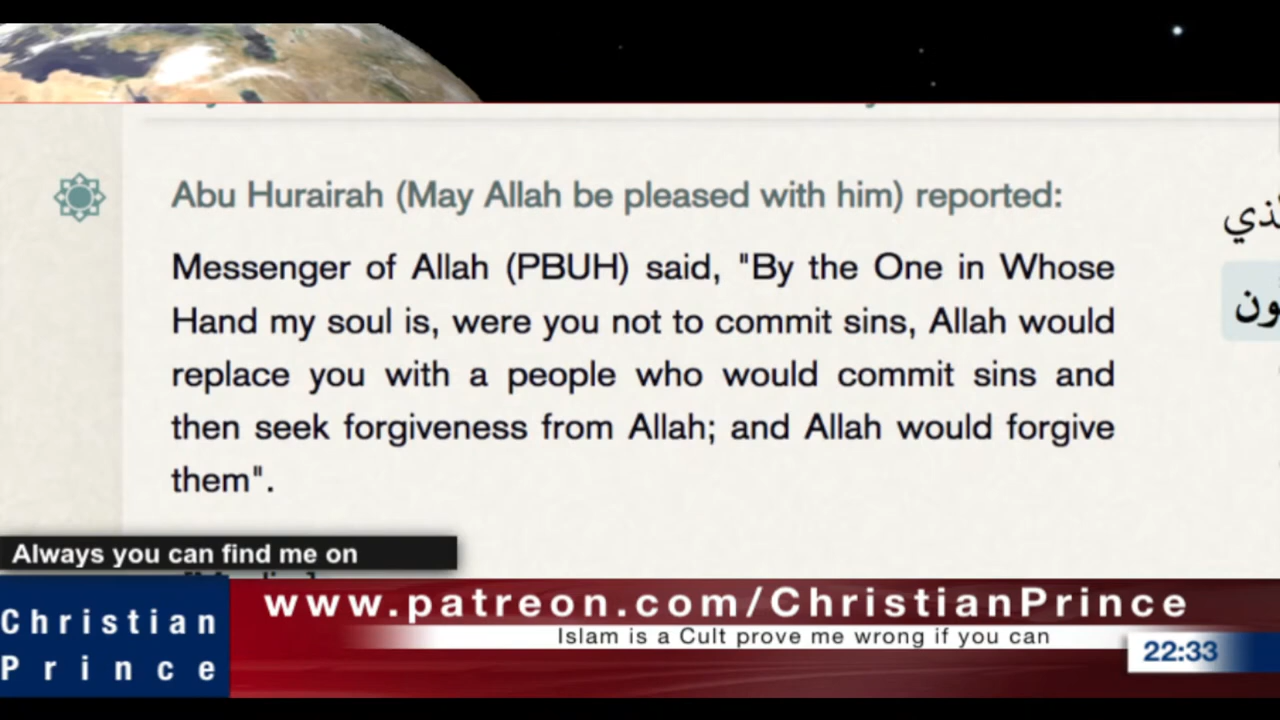 Abu Hurairah (May Allah be pleased with him) reported:
Messenger of Allah (PBUH) said, "By the One in Whose
Hand my soul is, were you not to commit sins, Allah would
replace you with a people who would commit sins and
then seek forgiveness from Allah; and Allah would forgive
them".
Always you can find me on
Christian
Prince
www.patreon.com/ChristianPrince
Islam is a Cult prove me wrong if you can
22:33